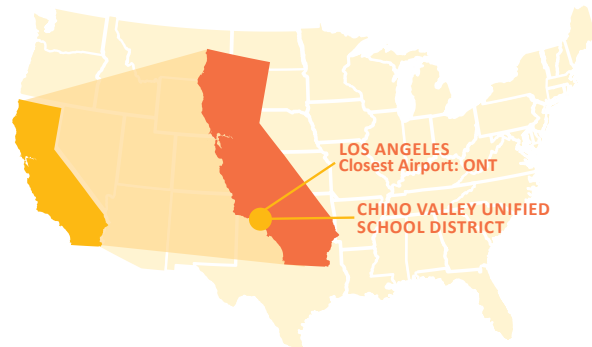 LOS ANGELES
Closest Airport: ONT
CHINO VALLEY UNIFIED
SCHOOL DISTRICT